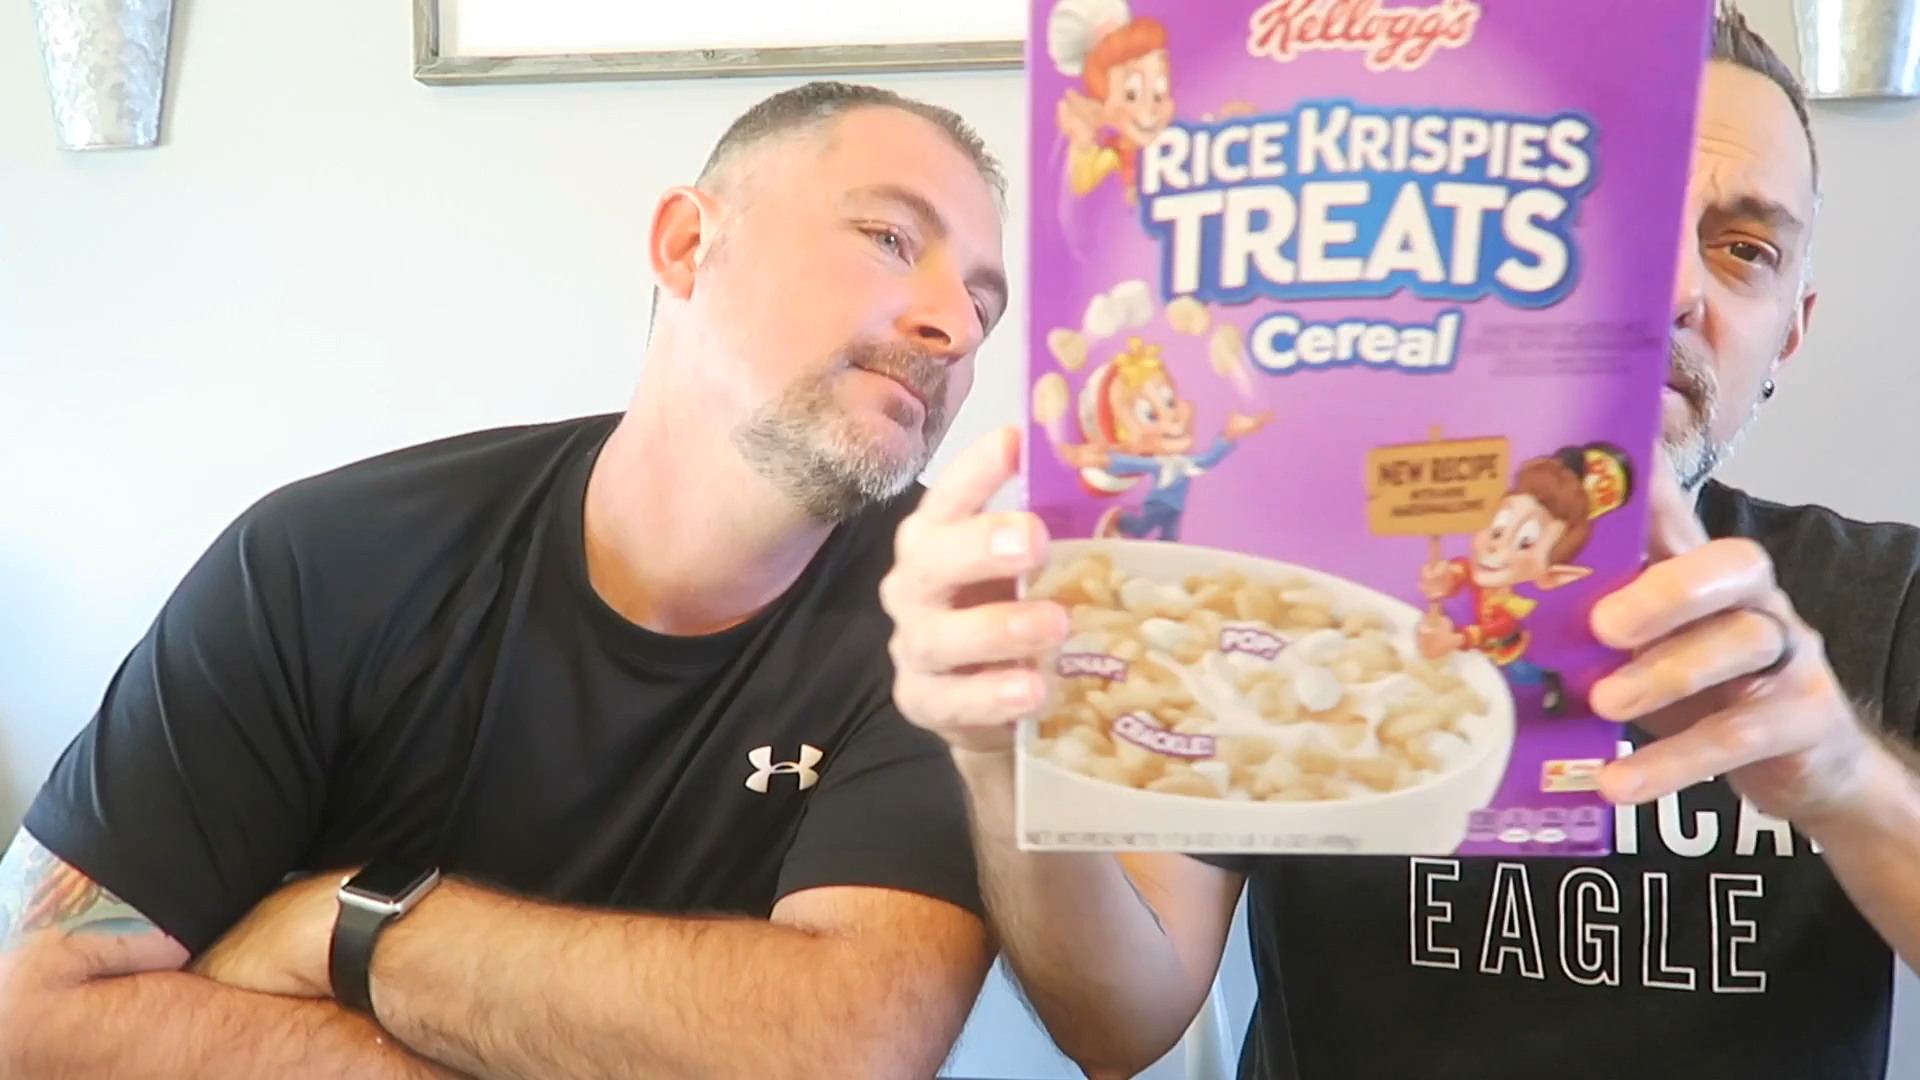 Kellogg's
RICE KRISPIES
TREATS
Cereal
NEW RECIPE
SNAP!
POP!
CRACKLE!
EAGLE